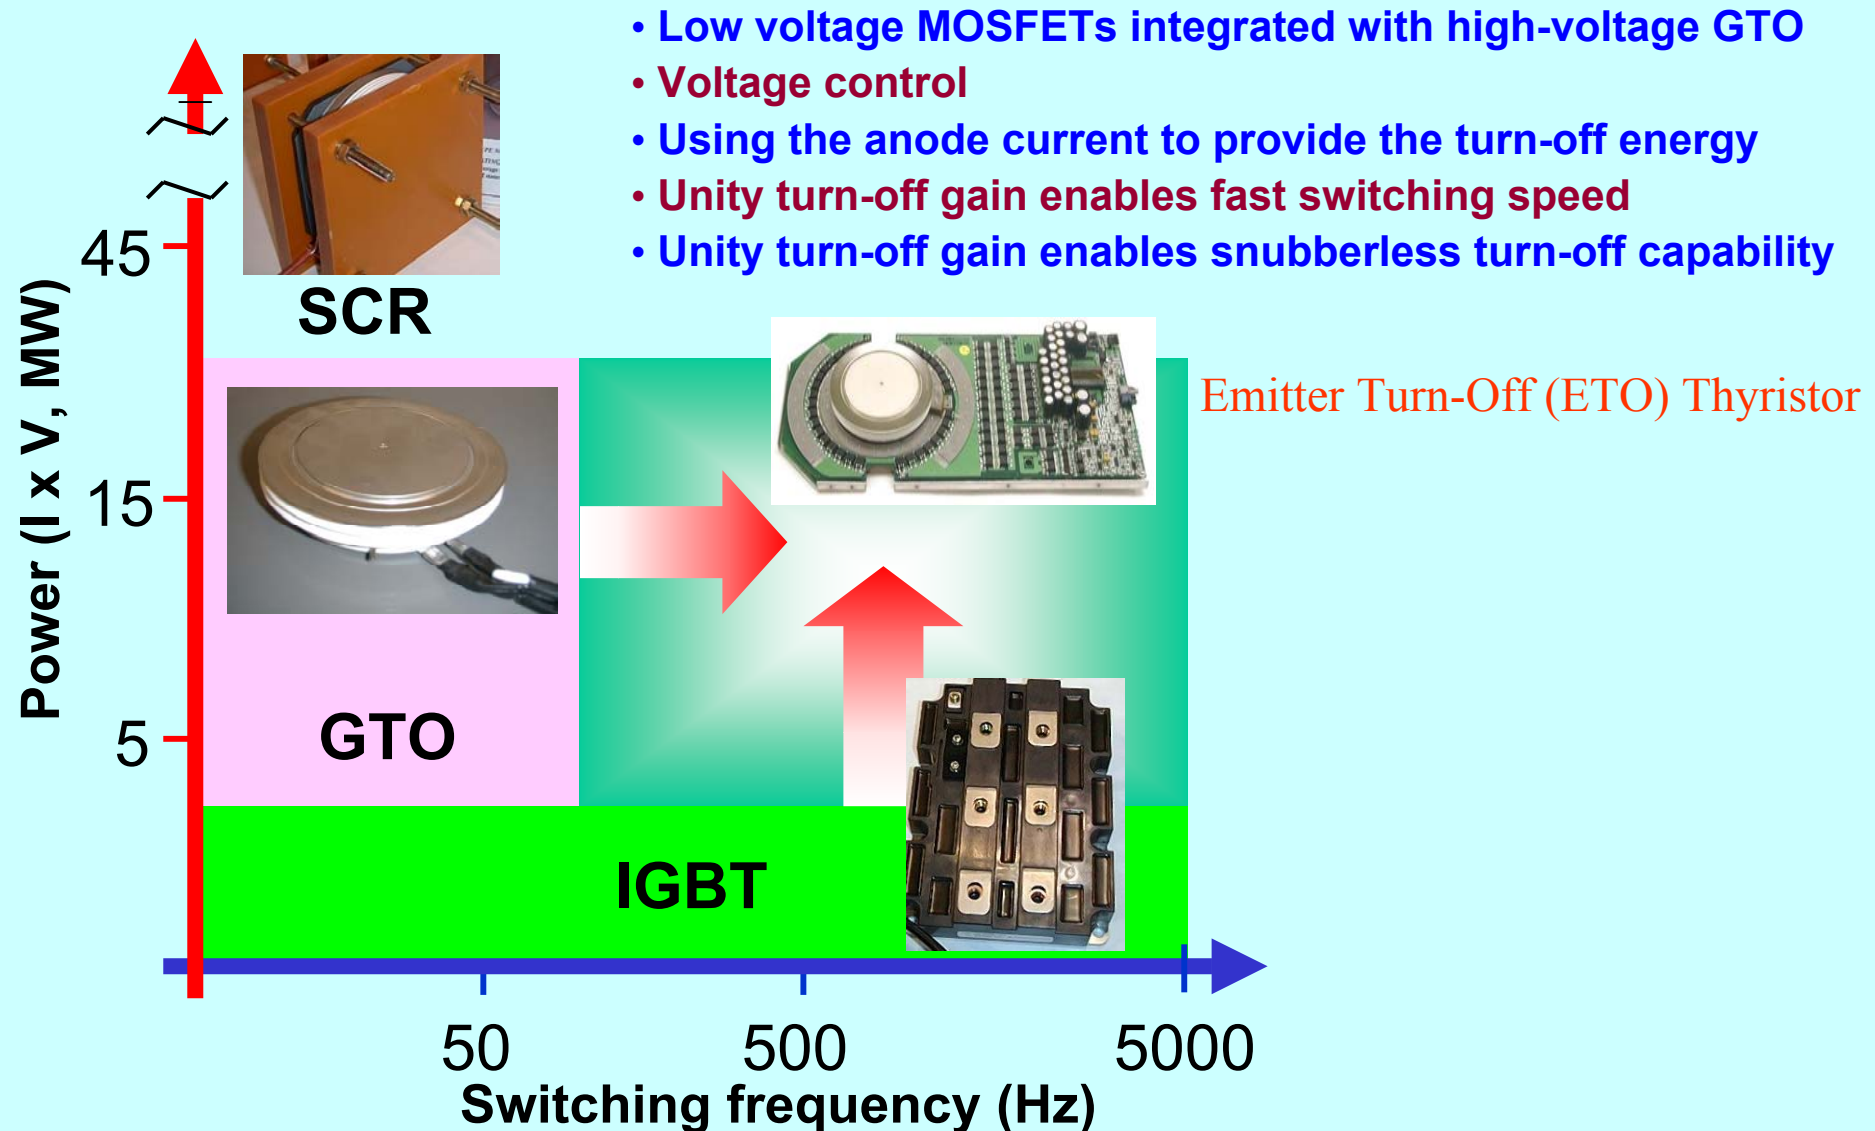 • Low voltage MOSFETs integrated with high-voltage GTO
• Voltage control
• Using the anode current to provide the turn-off energy
• Unity turn-off gain enables fast switching speed
• Unity turn-off gain enables snubberless turn-off capability
45
SCR
Power (I x V, MW)
Emitter Turn-Off (ETO) Thyristor
15
5
GTO
IGBT
50
500
5000
Switching frequency (Hz)